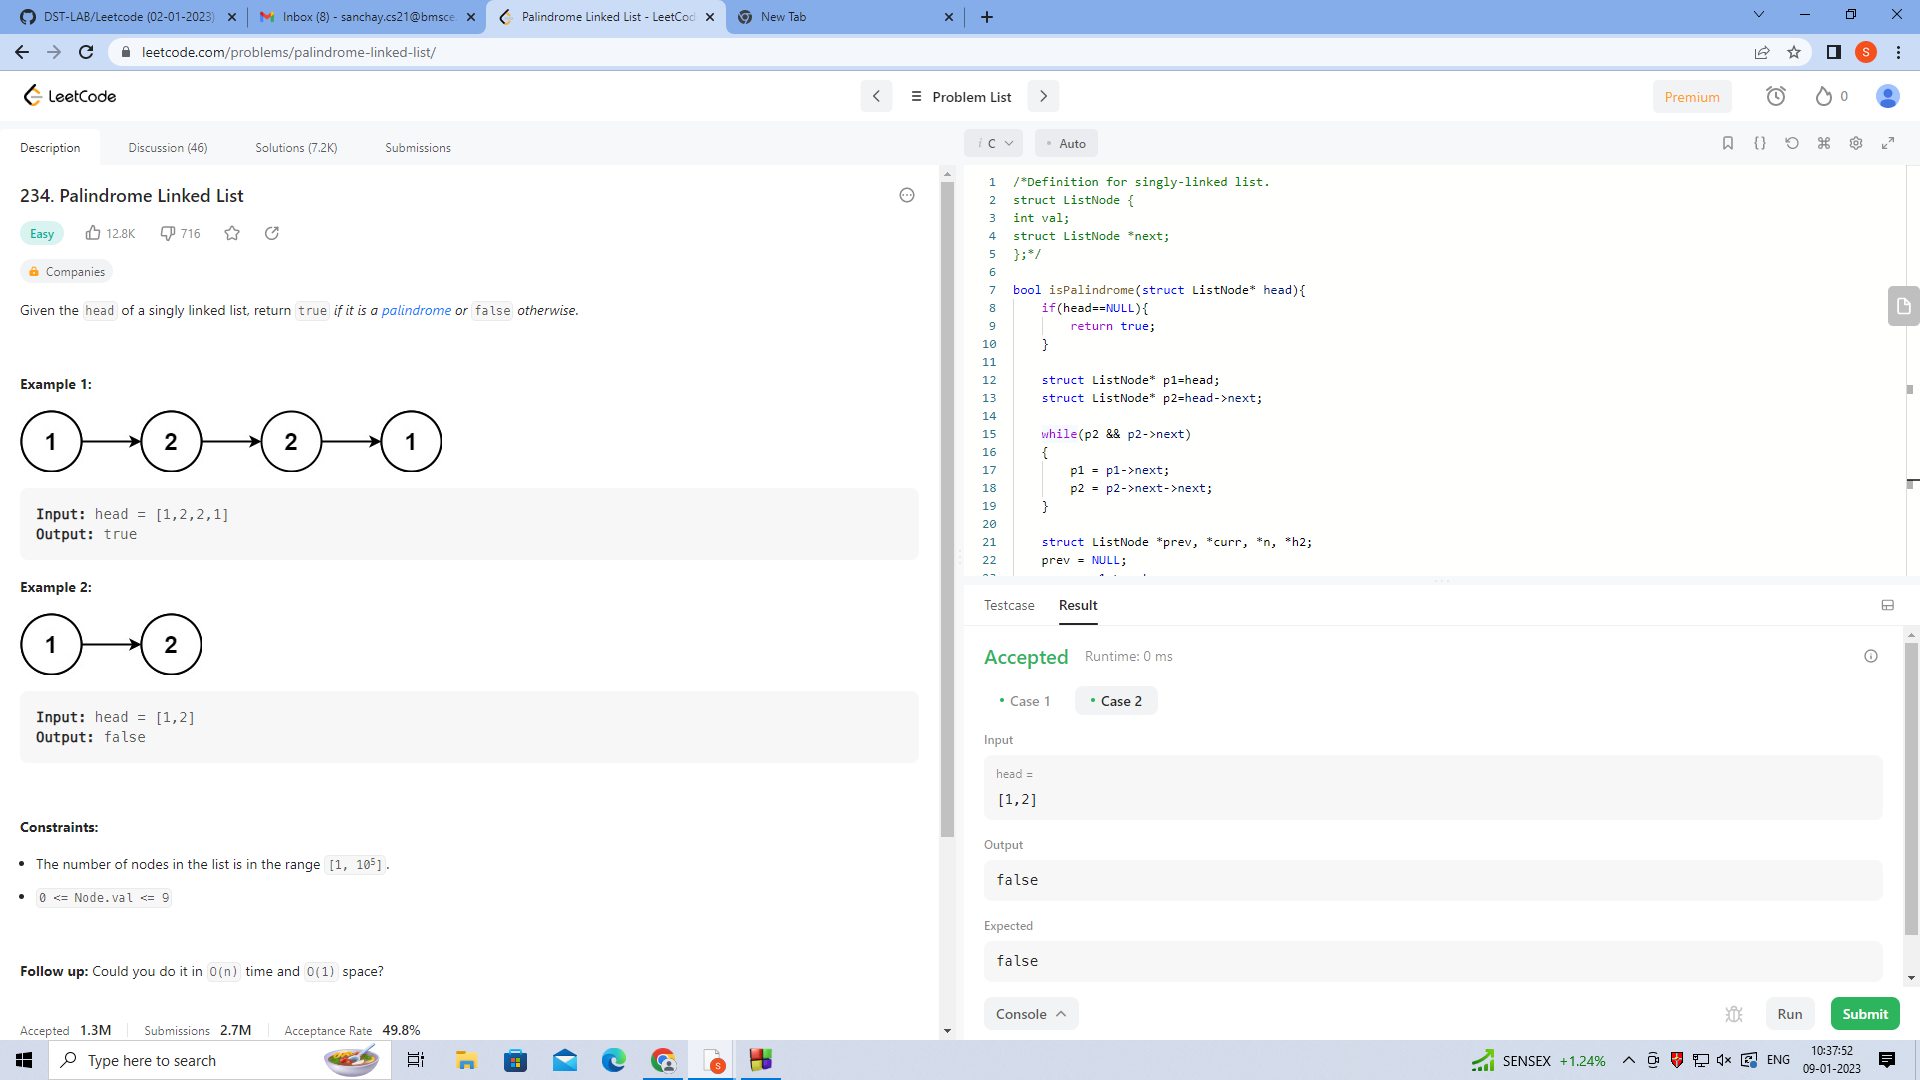 DST-LAB/Leetcode (02-01-2023)
Inbox (8) - sanchay.cs21@bmsce.
Palindrome Linked List - LeetCod
New Tab
leetcode.com/problems/palindrome-linked-list/
S
LeetCode
Problem List
Premium
0
Description
Discussion (46)
Solutions (7.2K)
Submissions
234. Palindrome Linked List
Easy
12.8K
716
Companies
Given the head of a singly linked list, return true if it is a palindrome or false otherwise.
Example 1:
1 2 2 1
Input: head = [1,2,2,1]
Output: true
Example 2:
1 2
Input: head = [1,2]
Output: false
Constraints:
• The number of nodes in the list is in the range [1, 10⁵].
• 0 <= Node.val <= 9
Follow up: Could you do it in O(n) time and O(1) space?
Accepted 1.3M
Submissions 2.7M
Acceptance Rate 49.8%
i C
• Auto
1 /*Definition for singly-linked list.
2 struct ListNode {
3 int val;
4 struct ListNode *next;
5 };*/
6
7 bool isPalindrome(struct ListNode* head){
8 if(head==NULL){
9 return true;
10 }
11
12 struct ListNode* p1=head;
13 struct ListNode* p2=head->next;
14
15 while(p2 && p2->next)
16 {
17 p1 = p1->next;
18 p2 = p2->next->next;
19 }
20
21 struct ListNode *prev, *curr, *n, *h2;
22 prev = NULL;
Testcase
Result
Accepted
Runtime: 0 ms
• Case 1
• Case 2
Input
head =
[1,2]
Output
false
Expected
false
Console
Run
Submit
Type here to search
S
SENSEX +1.24%
ENG
10:37:52
09-01-2023